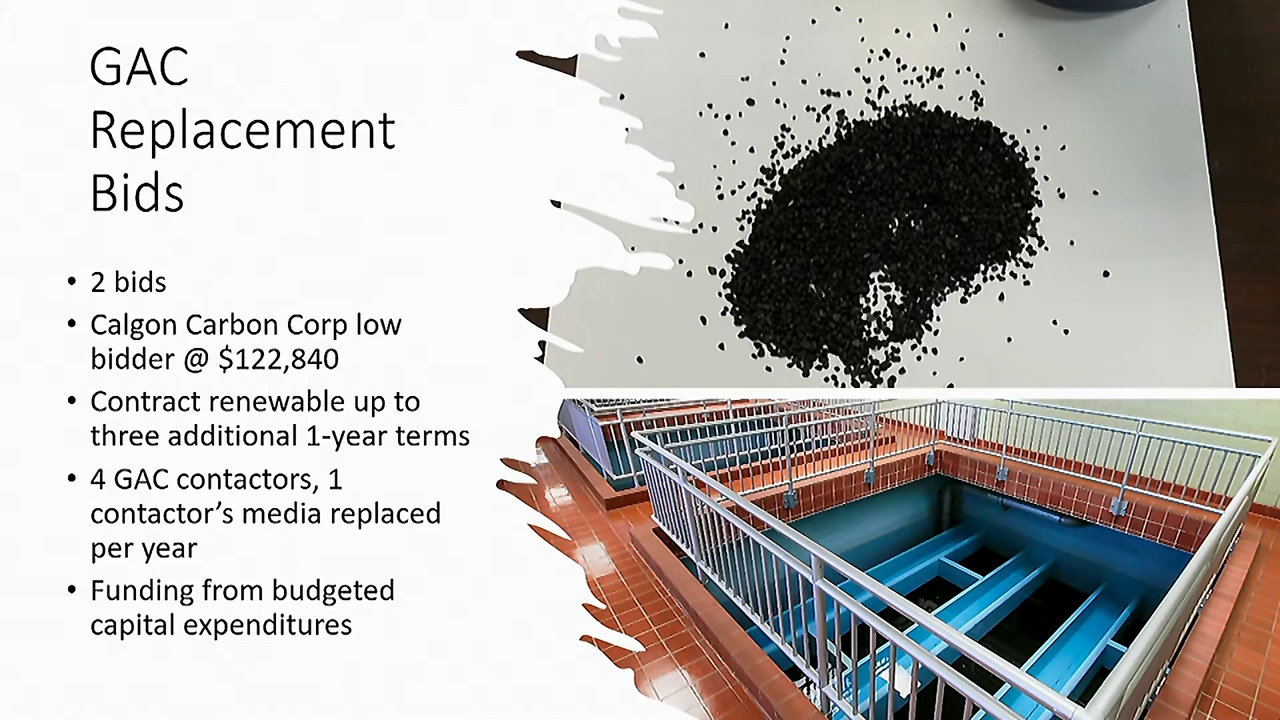 GAC
Replacement
Bids
• 2 bids
• Calgon Carbon Corp low
bidder @ $122,840
• Contract renewable up to
three additional 1-year terms
• 4 GAC contactors, 1
contactor's media replaced
per year
• Funding from budgeted
capital expenditures